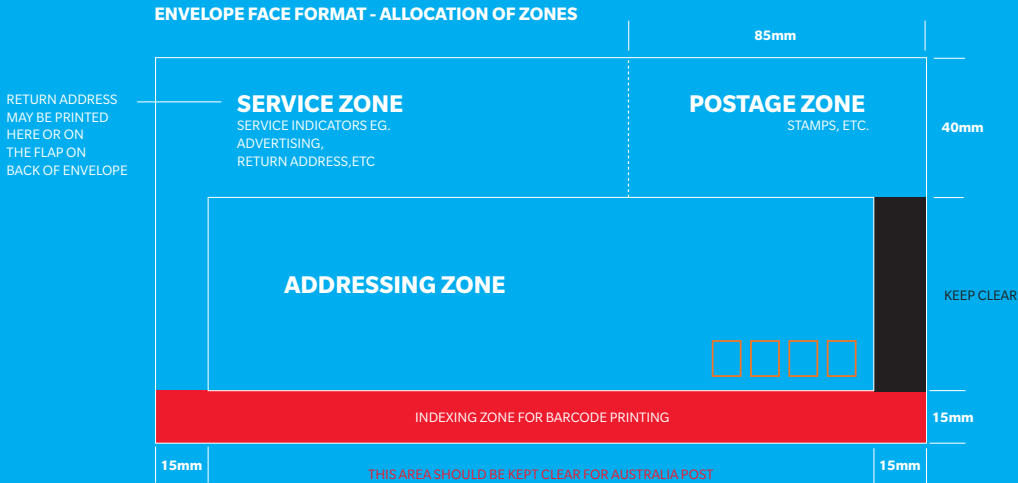 ENVELOPE FACE FORMAT - ALLOCATION OF ZONES
85mm
RETURN ADDRESS
MAY BE PRINTED
HERE OR ON
THE FLAP ON
BACK OF ENVELOPE
SERVICE ZONE
SERVICE INDICATORS EG.
ADVERTISING,
RETURN ADDRESS,ETC
POSTAGE ZONE
STAMPS, ETC.
40mm
ADDRESSING ZONE
KEEP CLEAR
INDEXING ZONE FOR BARCODE PRINTING
15mm
15mm
THIS AREA SHOULD BE KEPT CLEAR FOR AUSTRALIA POST
15mm